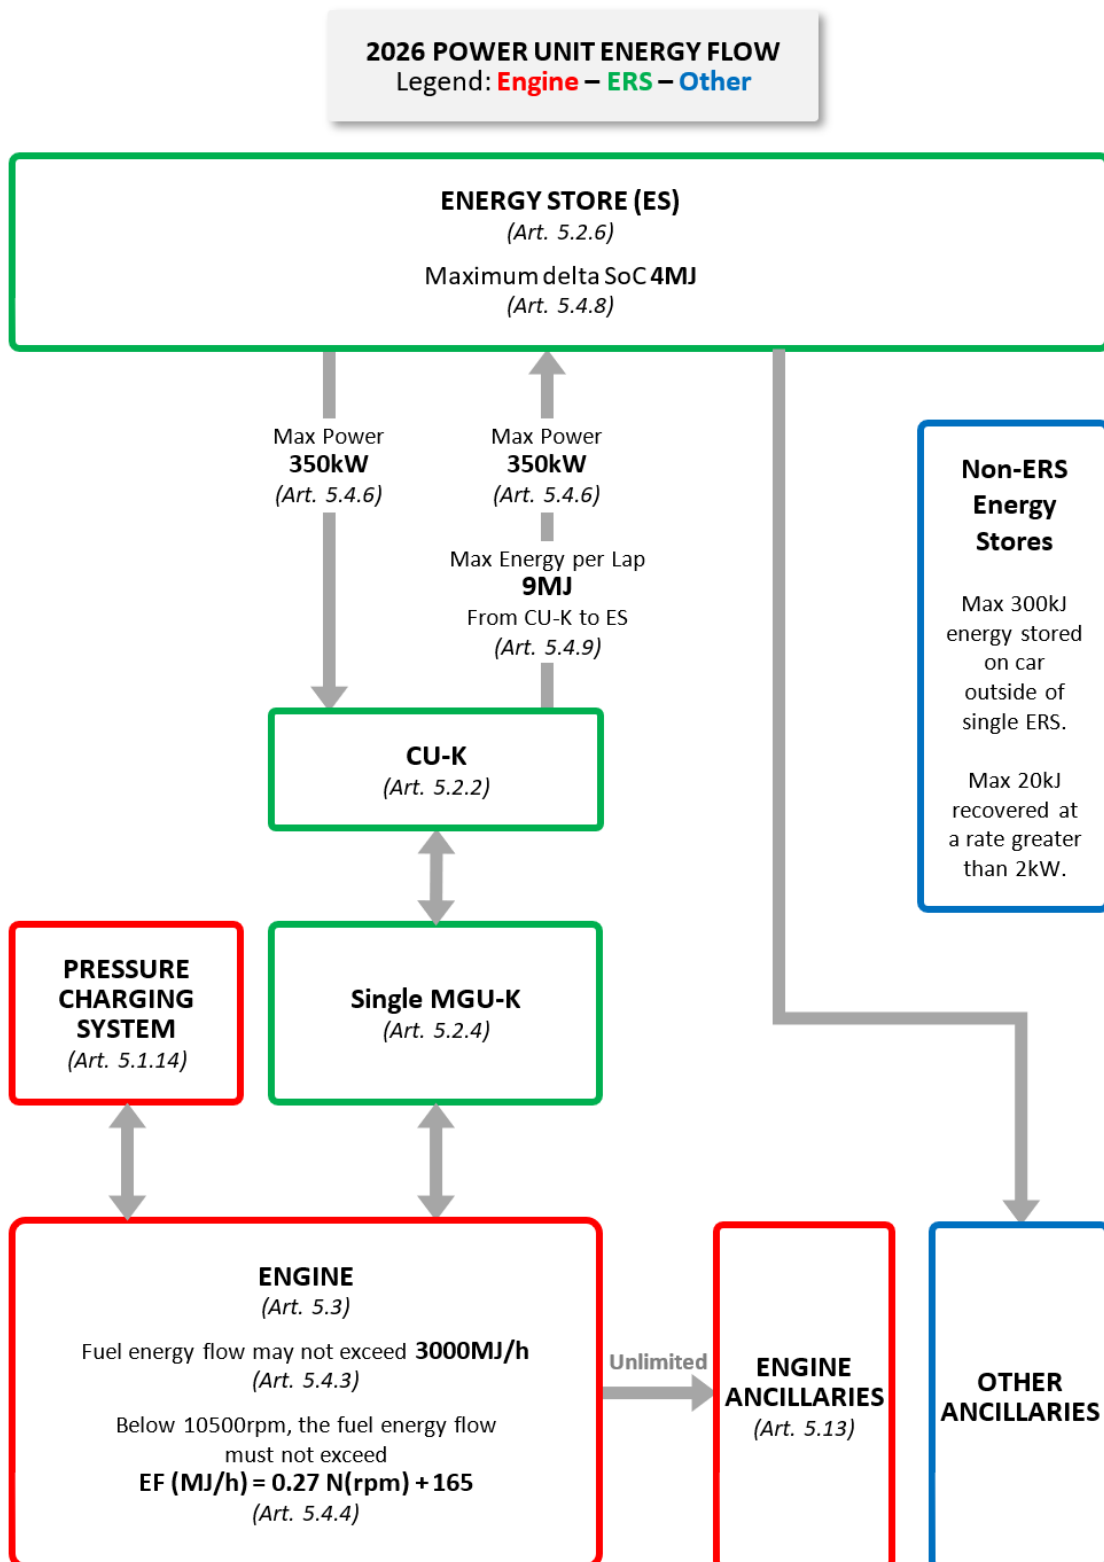 2026 POWER UNIT ENERGY FLOW
Legend: Engine – ERS – Other
ENERGY STORE (ES)
(Art. 5.2.6)
Maximum delta SoC 4MJ
(Art. 5.4.8)
Max Power
350kW
(Art. 5.4.6)
Max Power
350kW
(Art. 5.4.6)
Max Energy per Lap
9MJ
From CU-K to ES
(Art. 5.4.9)
Non-ERS
Energy
Stores
Max 300kJ
energy stored
on car
outside of
single ERS.
Max 20kJ
recovered at
a rate greater
than 2kW.
CU-K
(Art. 5.2.2)
PRESSURE
CHARGING
SYSTEM
(Art. 5.1.14)
Single MGU-K
(Art. 5.2.4)
ENGINE
(Art. 5.3)
Fuel energy flow may not exceed 3000MJ/h
(Art. 5.4.3)
Below 10500rpm, the fuel energy flow
must not exceed
EF (MJ/h) = 0.27 N(rpm) + 165
(Art. 5.4.4)
Unlimited
ENGINE
ANCILLARIES
(Art. 5.13)
OTHER
ANCILLARIES